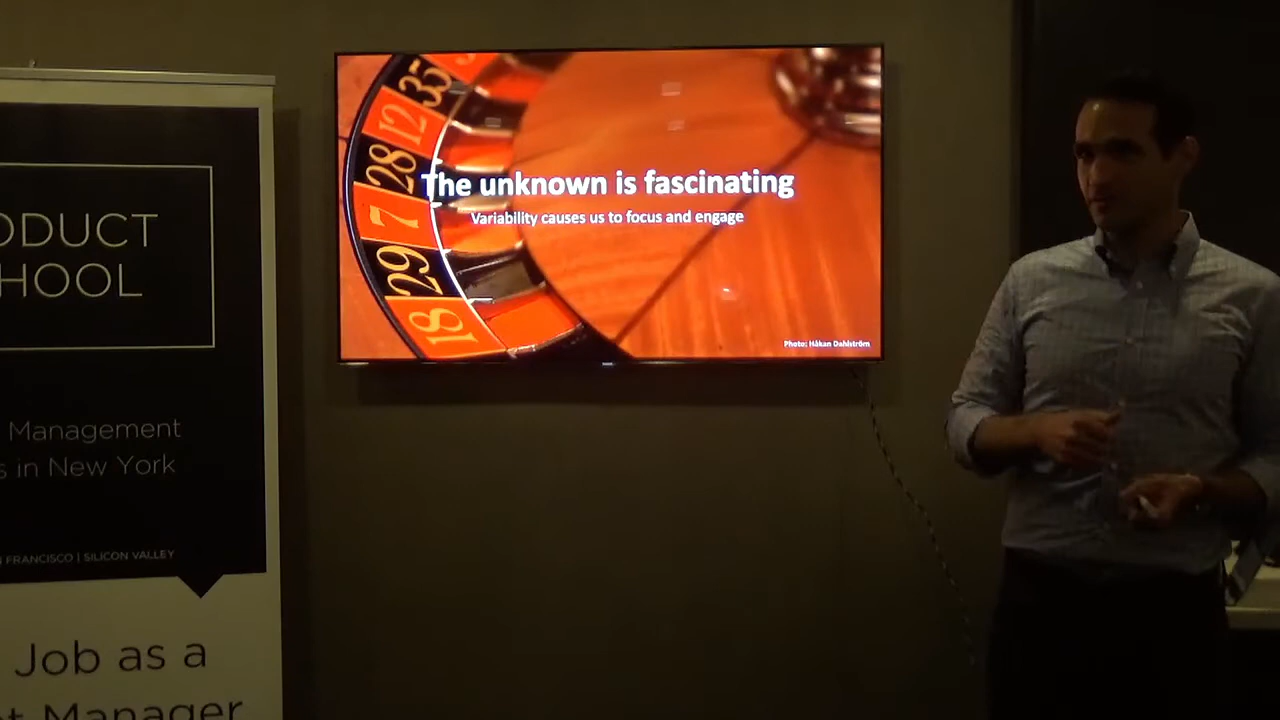 ODUCT
HOOL
Management
s in New York
FRANCISCO | SILICON VALLEY
Job as a
t Manager
35
12
28
7
29
18
The unknown is fascinating
Variability causes us to focus and engage
Photo: Håkan Dahlström